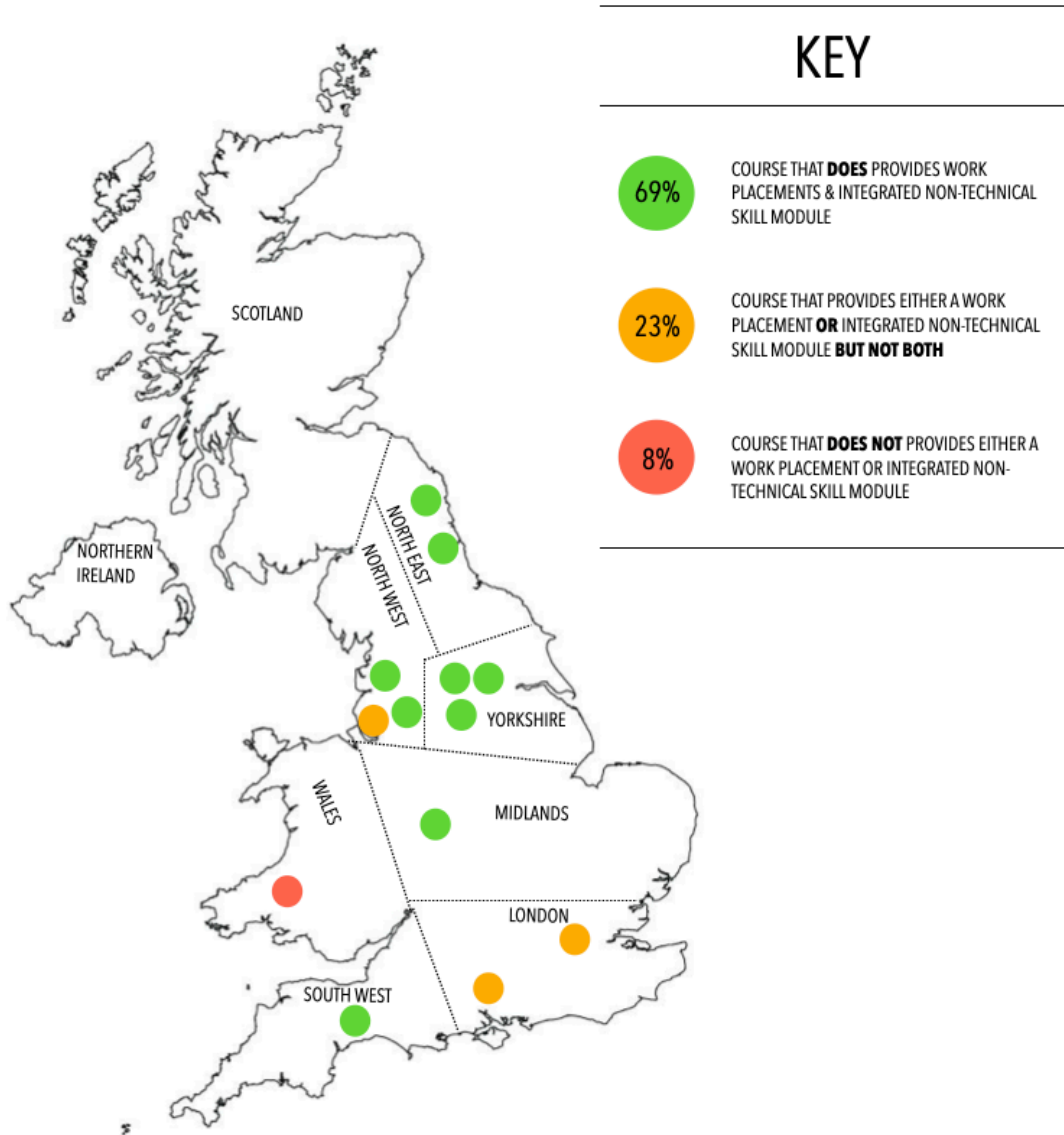 KEY
69%
COURSE THAT DOES PROVIDES WORK
PLACEMENTS & INTEGRATED NON-TECHNICAL
SKILL MODULE
23%
COURSE THAT PROVIDES EITHER A WORK
PLACEMENT OR INTEGRATED NON-TECHNICAL
SKILL MODULE BUT NOT BOTH
8%
COURSE THAT DOES NOT PROVIDES EITHER A
WORK PLACEMENT OR INTEGRATED NON-
TECHNICAL SKILL MODULE
SCOTLAND
NORTHERN
IRELAND
NORTH EAST
NORTH WEST
YORKSHIRE
WALES
MIDLANDS
LONDON
SOUTH WEST